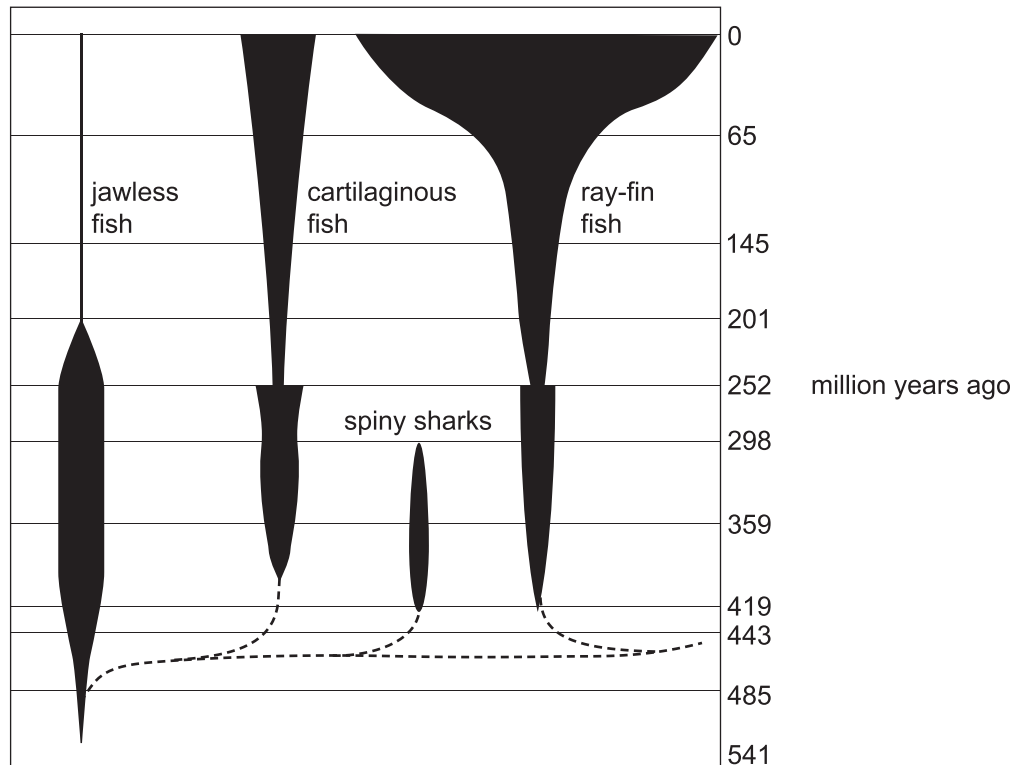 0
65
jawless
fish
cartilaginous
fish
ray-fin
fish
145
201
252
million years ago
spiny sharks
298
359
419
443
485
541